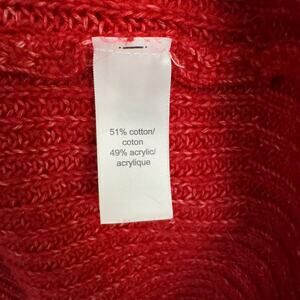 51% cotton/
coton
49% acrylic/
acrylique